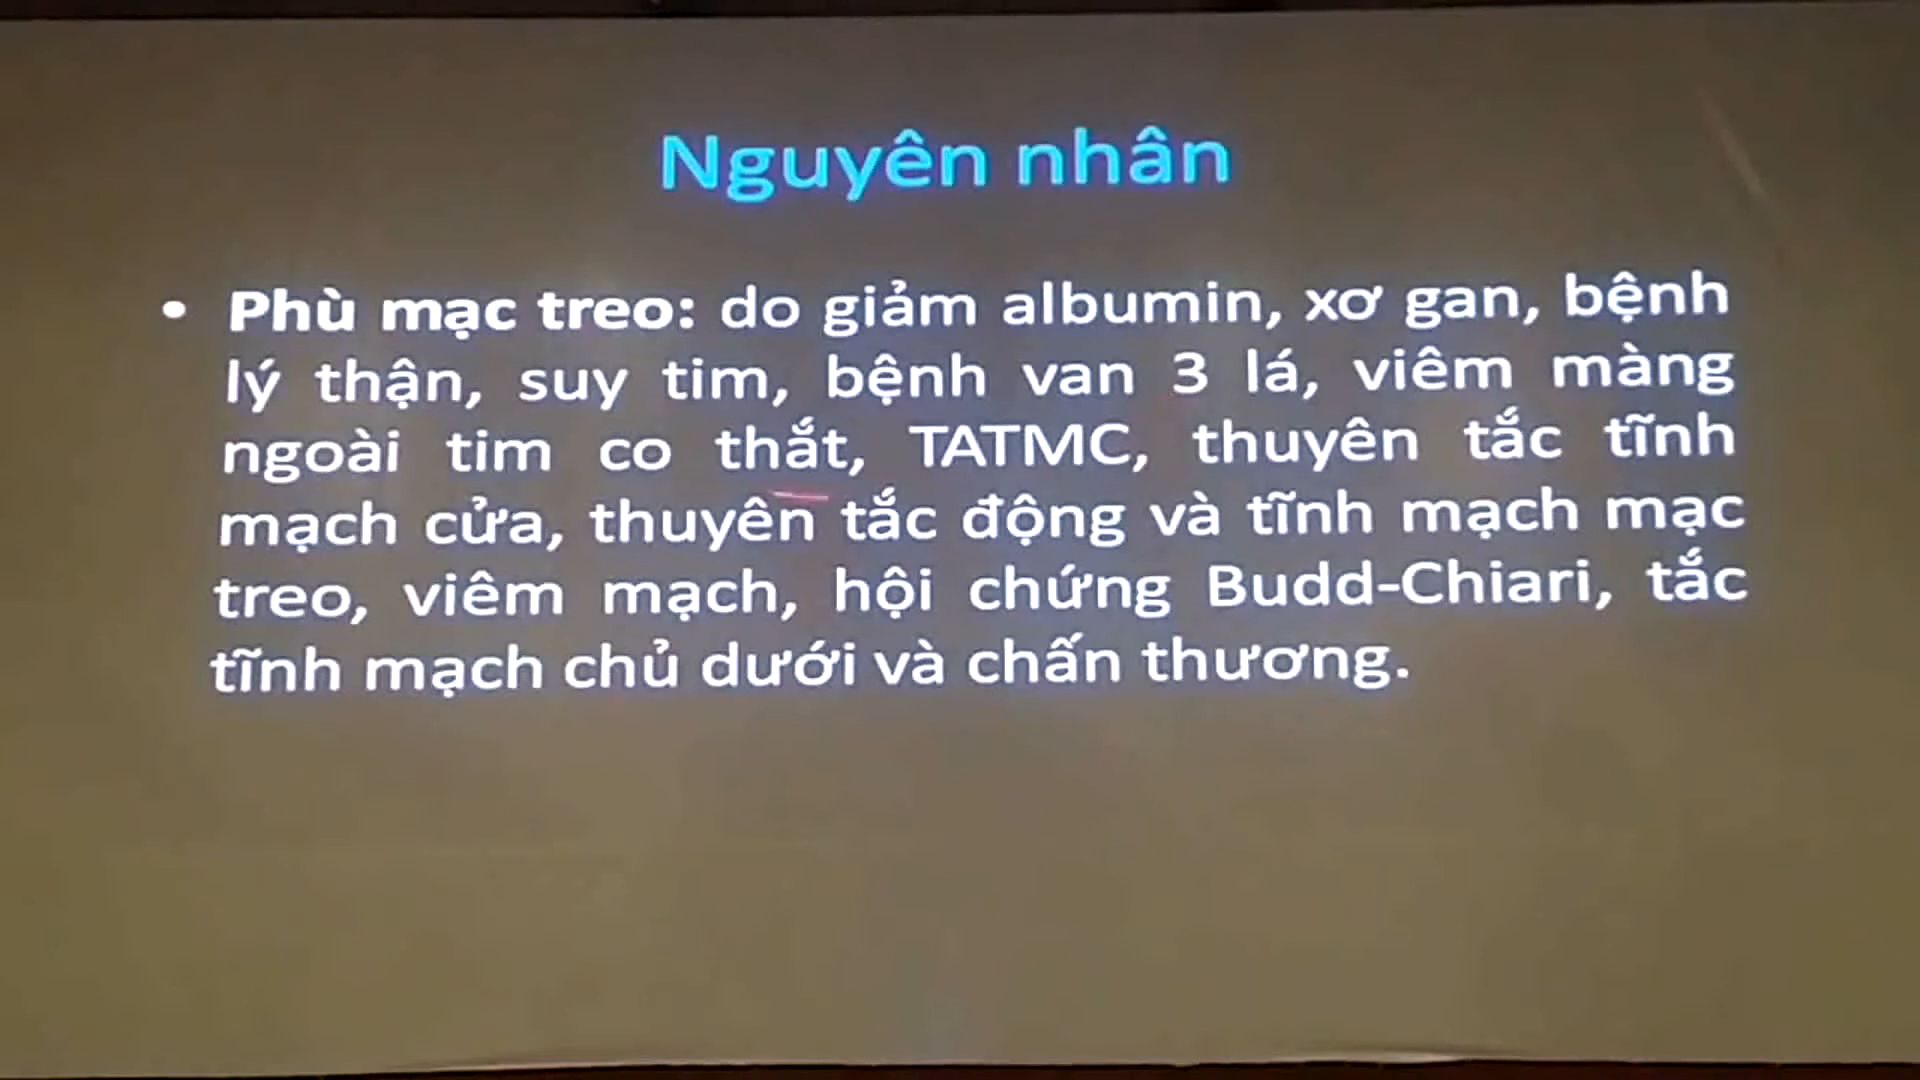 Nguyên nhân
• Phù mạc treo: do giảm albumin, xơ gan, bệnh
lý thận, suy tim, bệnh van 3 lá, viêm màng
ngoài tim co thắt, TATMC, thuyên tắc tĩnh
mạch cửa, thuyên tắc động và tĩnh mạch mạc
treo, viêm mạch, hội chứng Budd-Chiari, tắc
tĩnh mạch chủ dưới và chấn thương.